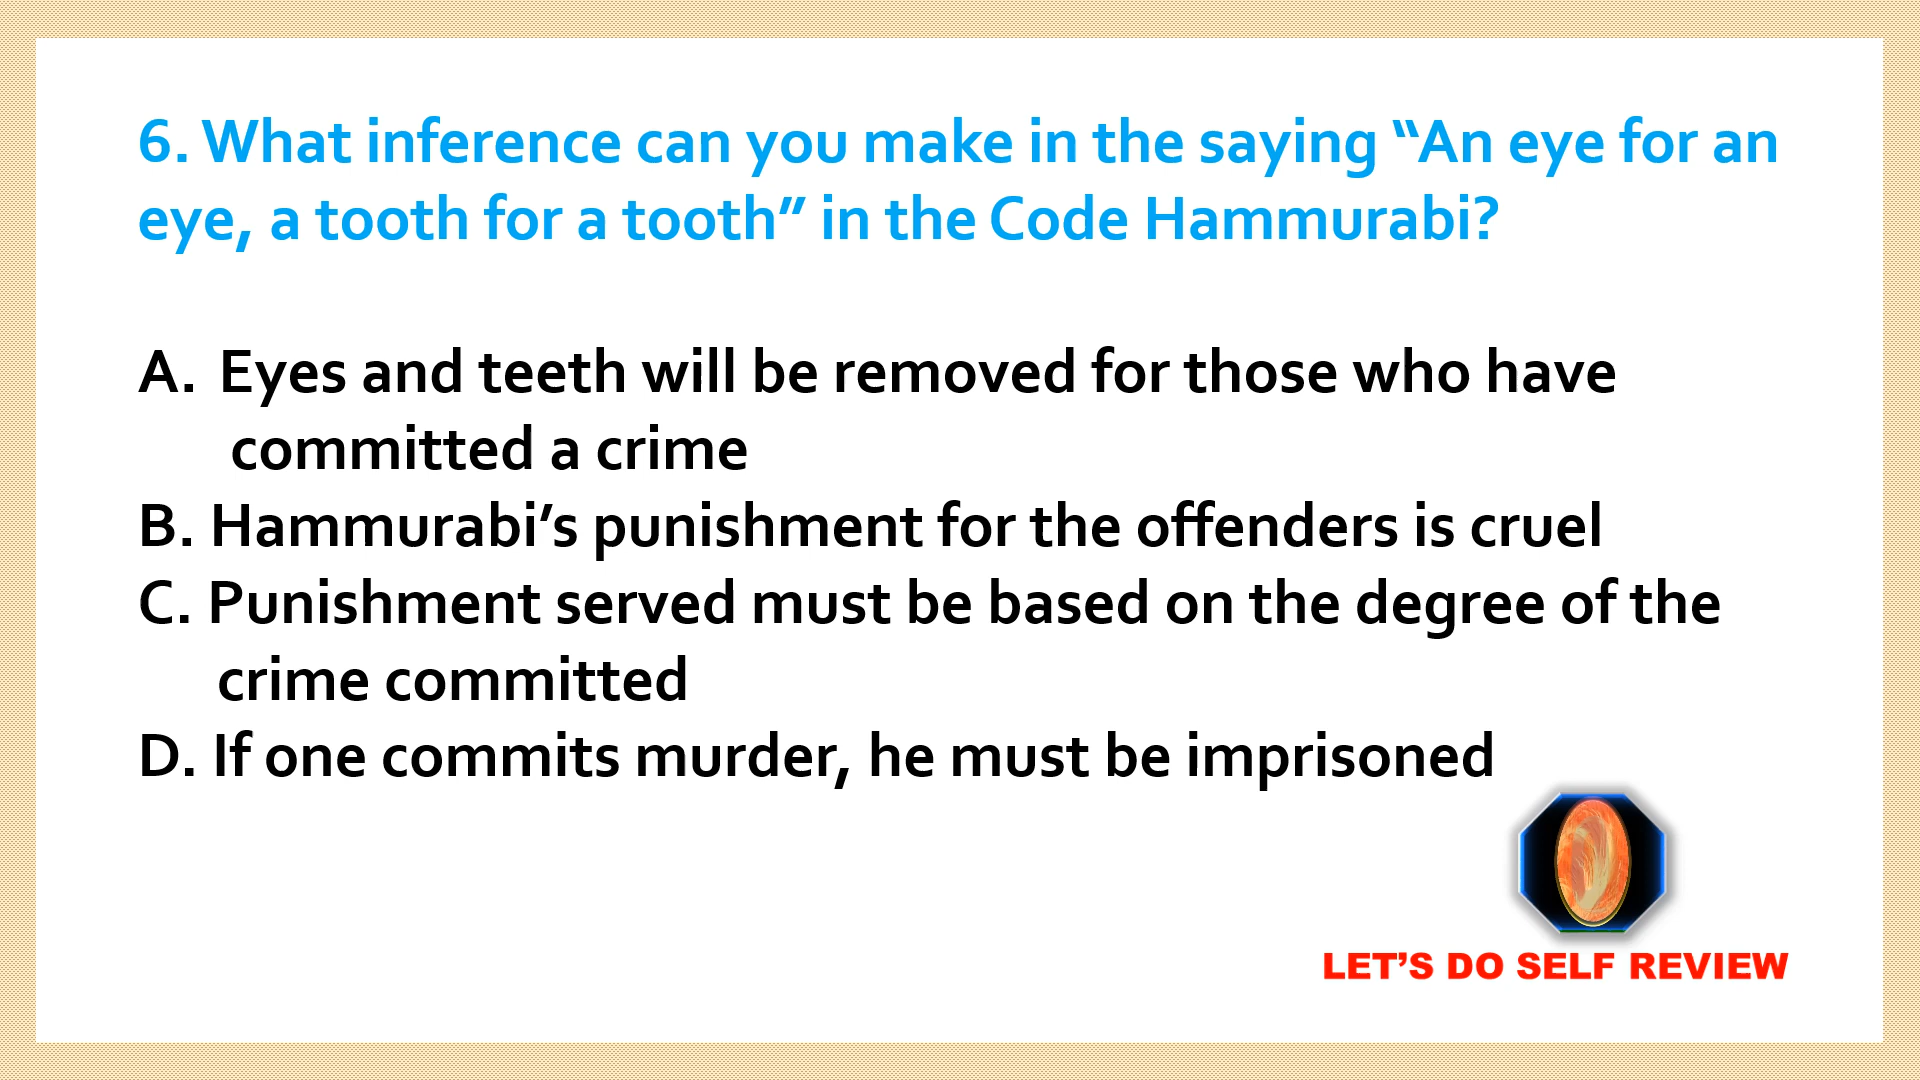 6. What inference can you make in the saying “An eye for an
eye, a tooth for a tooth” in the Code Hammurabi?
A. Eyes and teeth will be removed for those who have
committed a crime
B. Hammurabi’s punishment for the offenders is cruel
C. Punishment served must be based on the degree of the
crime committed
D. If one commits murder, he must be imprisoned
LET’S DO SELF REVIEW